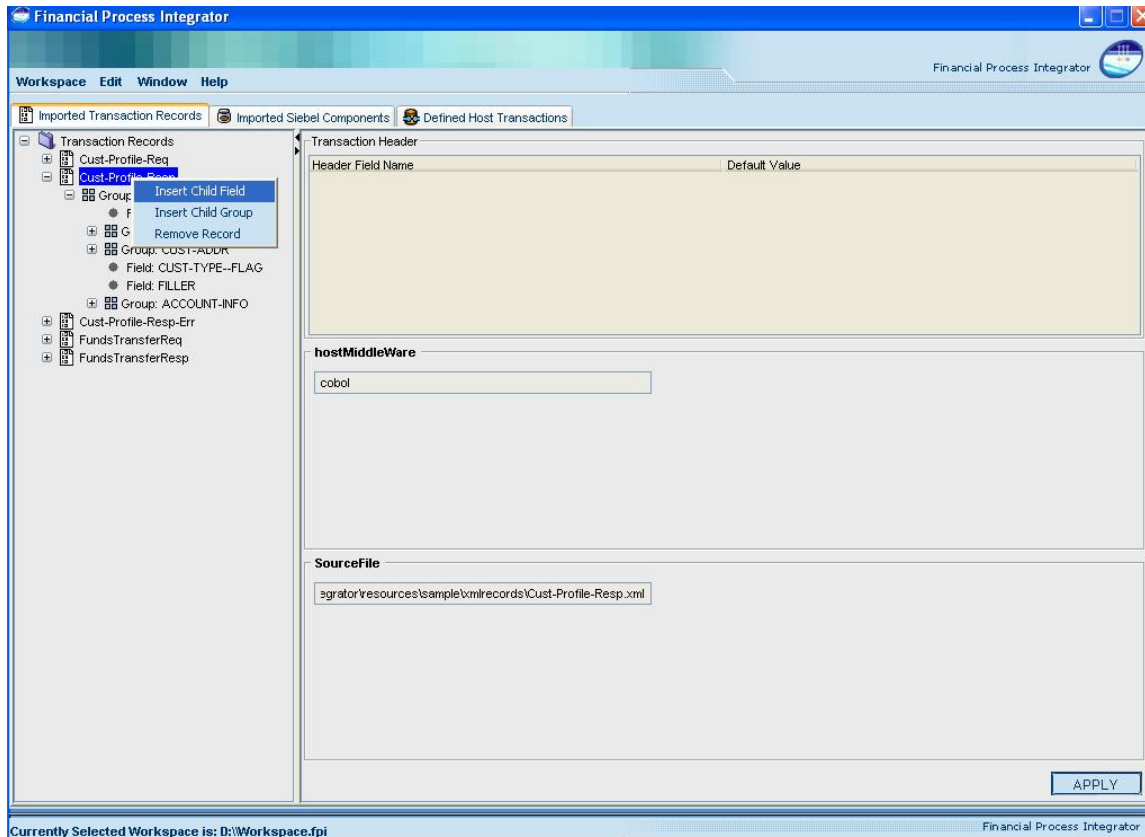 Financial Process Integrator
Financial Process Integrator
Workspace Edit Window Help
Imported Transaction Records Imported Siebel Components Defined Host Transactions
Transaction Records
Cust-Profile-Req
Cust-Profile-Resp
Insert Child Field
Group
Insert Child Group
F
Remove Record
G
Group: CUST-ADDR
Field: CUST-TYPE--FLAG
Field: FILLER
Group: ACCOUNT-INFO
Cust-Profile-Resp-Err
FundsTransferReq
FundsTransferResp
Transaction Header
Header Field Name Default Value
hostMiddleWare
cobol
SourceFile
egrator\resources\sample\xmlrecords\Cust-Profile-Resp.xml
APPLY
Currently Selected Workspace is: D:\\Workspace.fpi
Financial Process Integrator